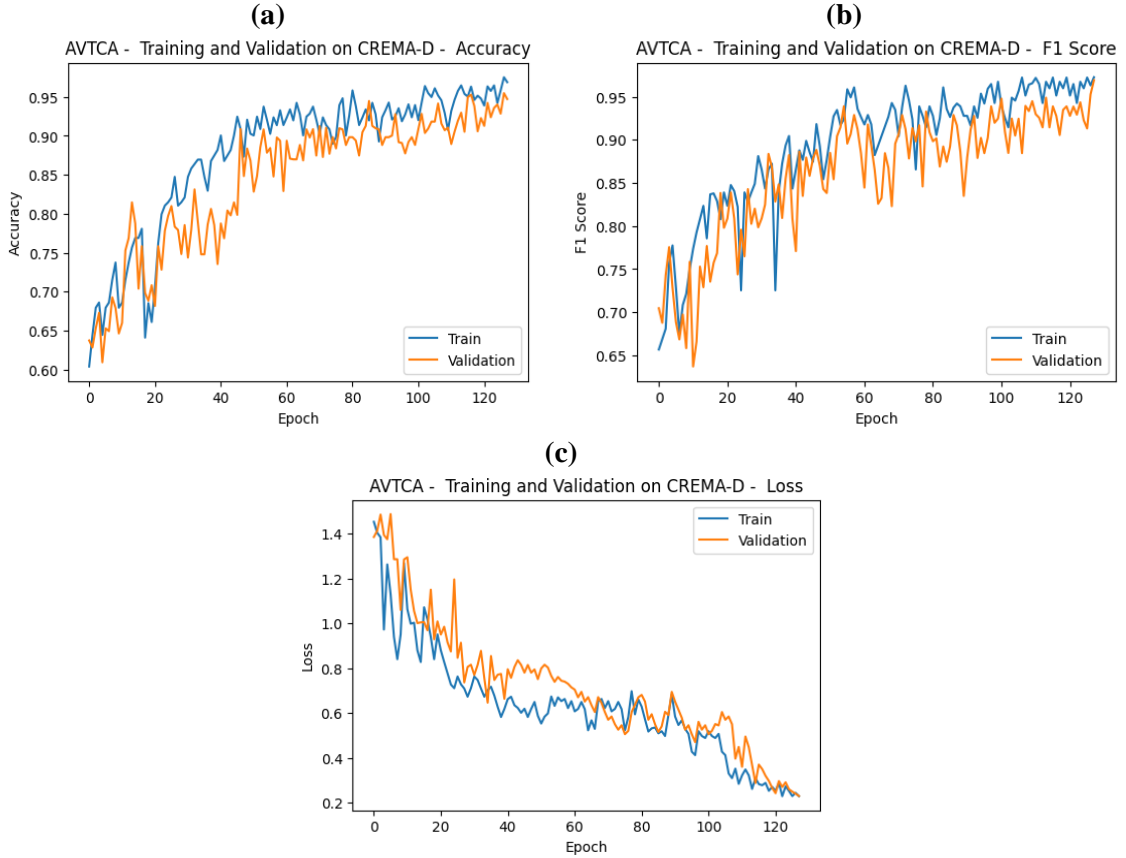 (a)
AVTCA -  Training and Validation on CREMA-D -  Accuracy
0.95
0.90
0.85
0.80
0.75
0.70
0.65
0.60
Accuracy
Train
Validation
0 20 40 60 80 100 120
Epoch
(b)
AVTCA -  Training and Validation on CREMA-D -  F1 Score
0.95
0.90
0.85
0.80
0.75
0.70
0.65
F1 Score
Train
Validation
0 20 40 60 80 100 120
Epoch
(c)
AVTCA -  Training and Validation on CREMA-D -  Loss
Train
Validation
1.4
1.2
1.0
0.8
0.6
0.4
0.2
Loss
0 20 40 60 80 100 120
Epoch